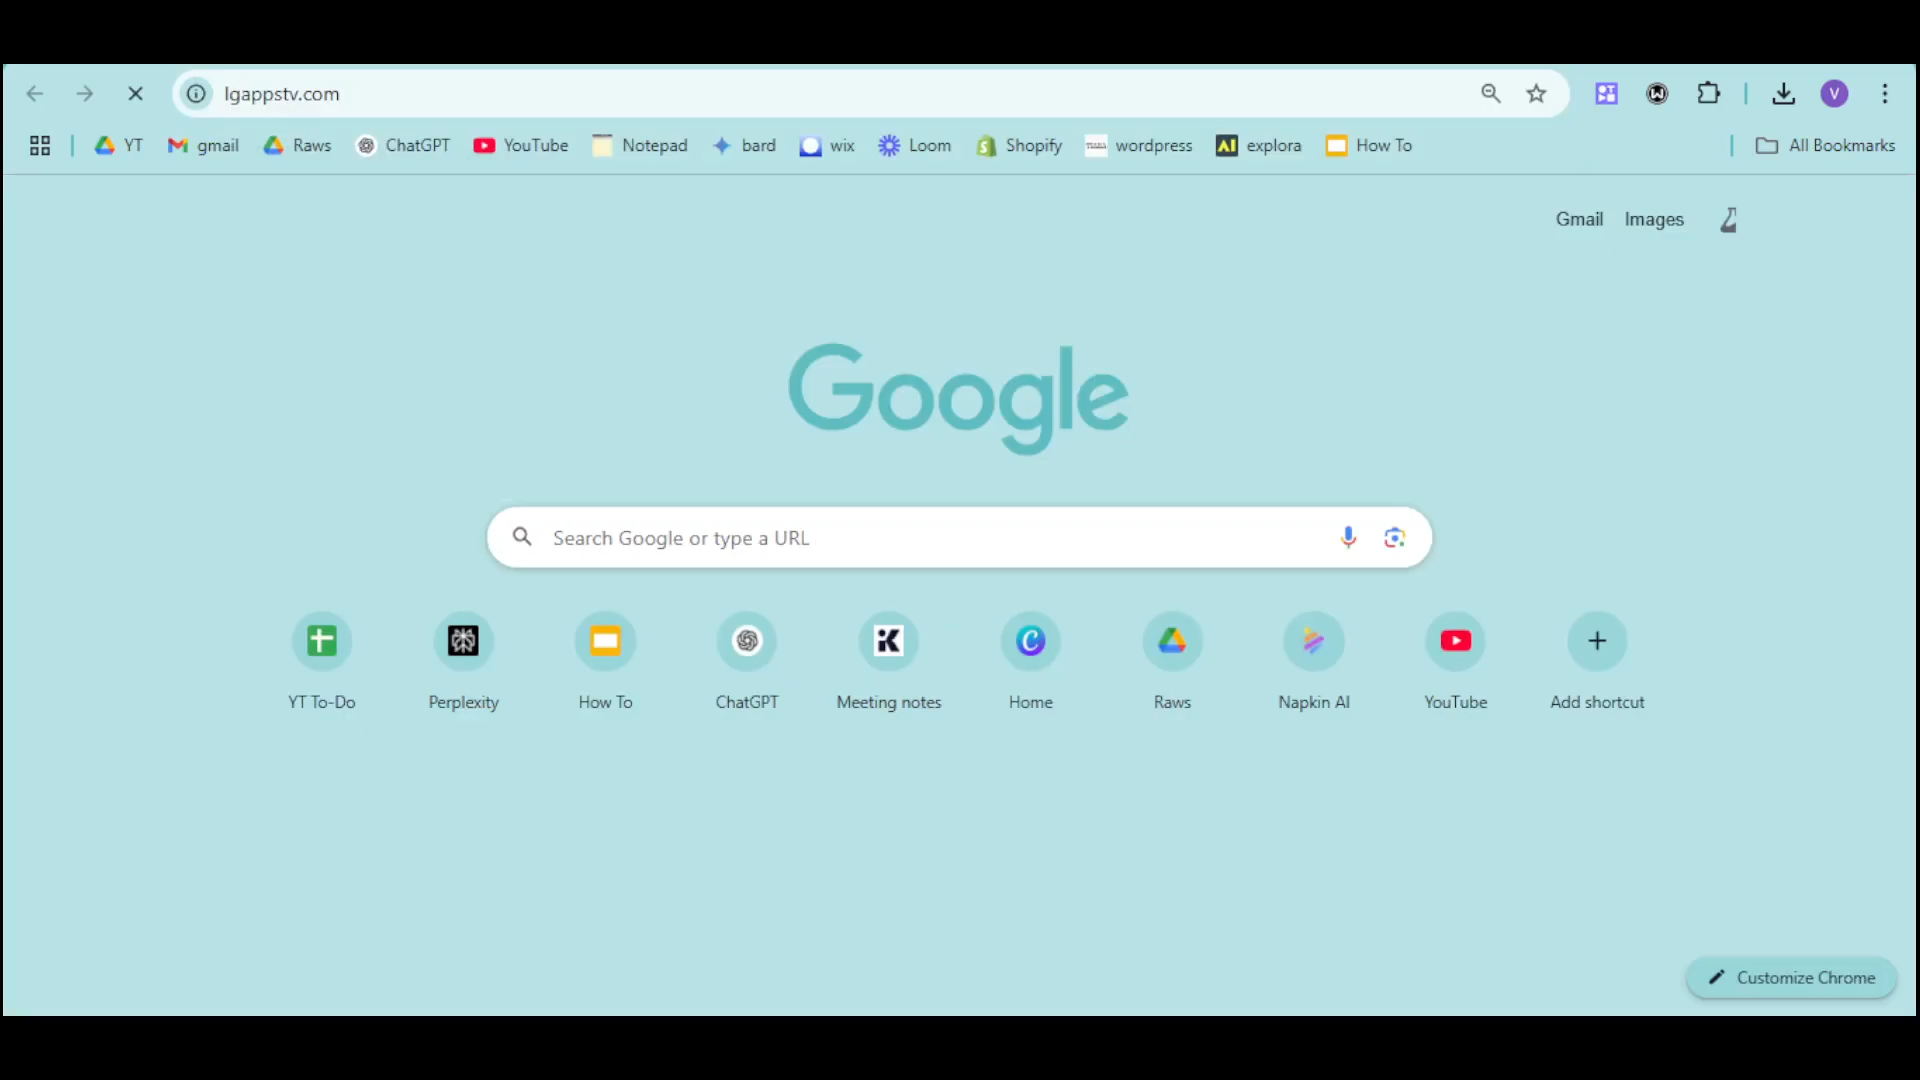 lgappstv.com
YT gmail Raws ChatGPT YouTube Notepad bard wix Loom Shopify wordpress explora How To All Bookmarks
Gmail Images
Google
Search Google or type a URL
YT To-Do Perplexity How To ChatGPT Meeting notes Home Raws Napkin AI YouTube Add shortcut
Customize Chrome